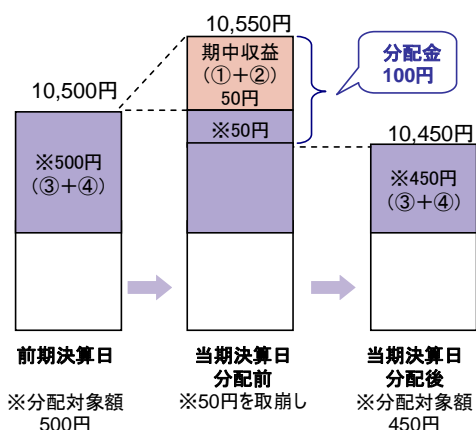 10,550円
期中収益
(①+②)
50円
※50円
分配金
100円
10,500円
※500円
(③+④)
10,450円
※450円
(③+④)
前期決算日
※分配対象額
500円
当期決算日
分配前
※50円を取崩し
当期決算日
分配後
※分配対象額
450円